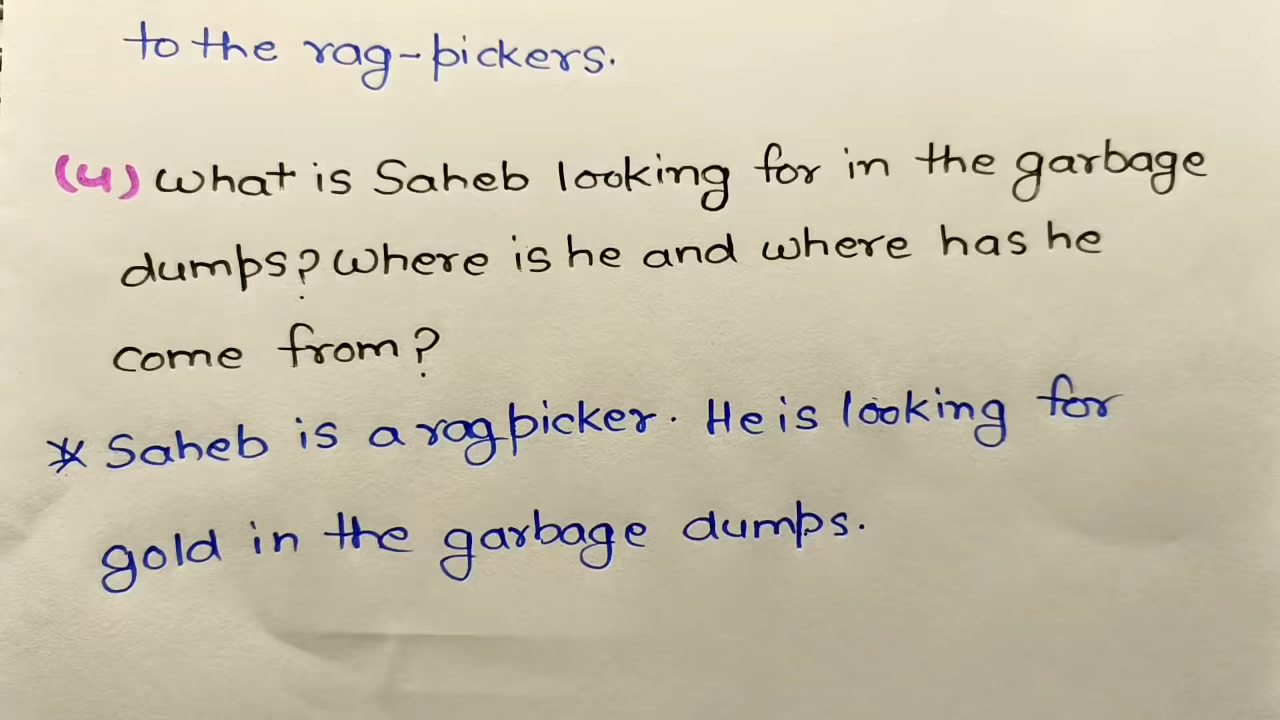 to the rag-pickers.
(4) What is Saheb looking for in the garbage
dumps? Where is he and where has he
come from?
* Saheb is a ragpicker. He is looking for
gold in the garbage dumps.